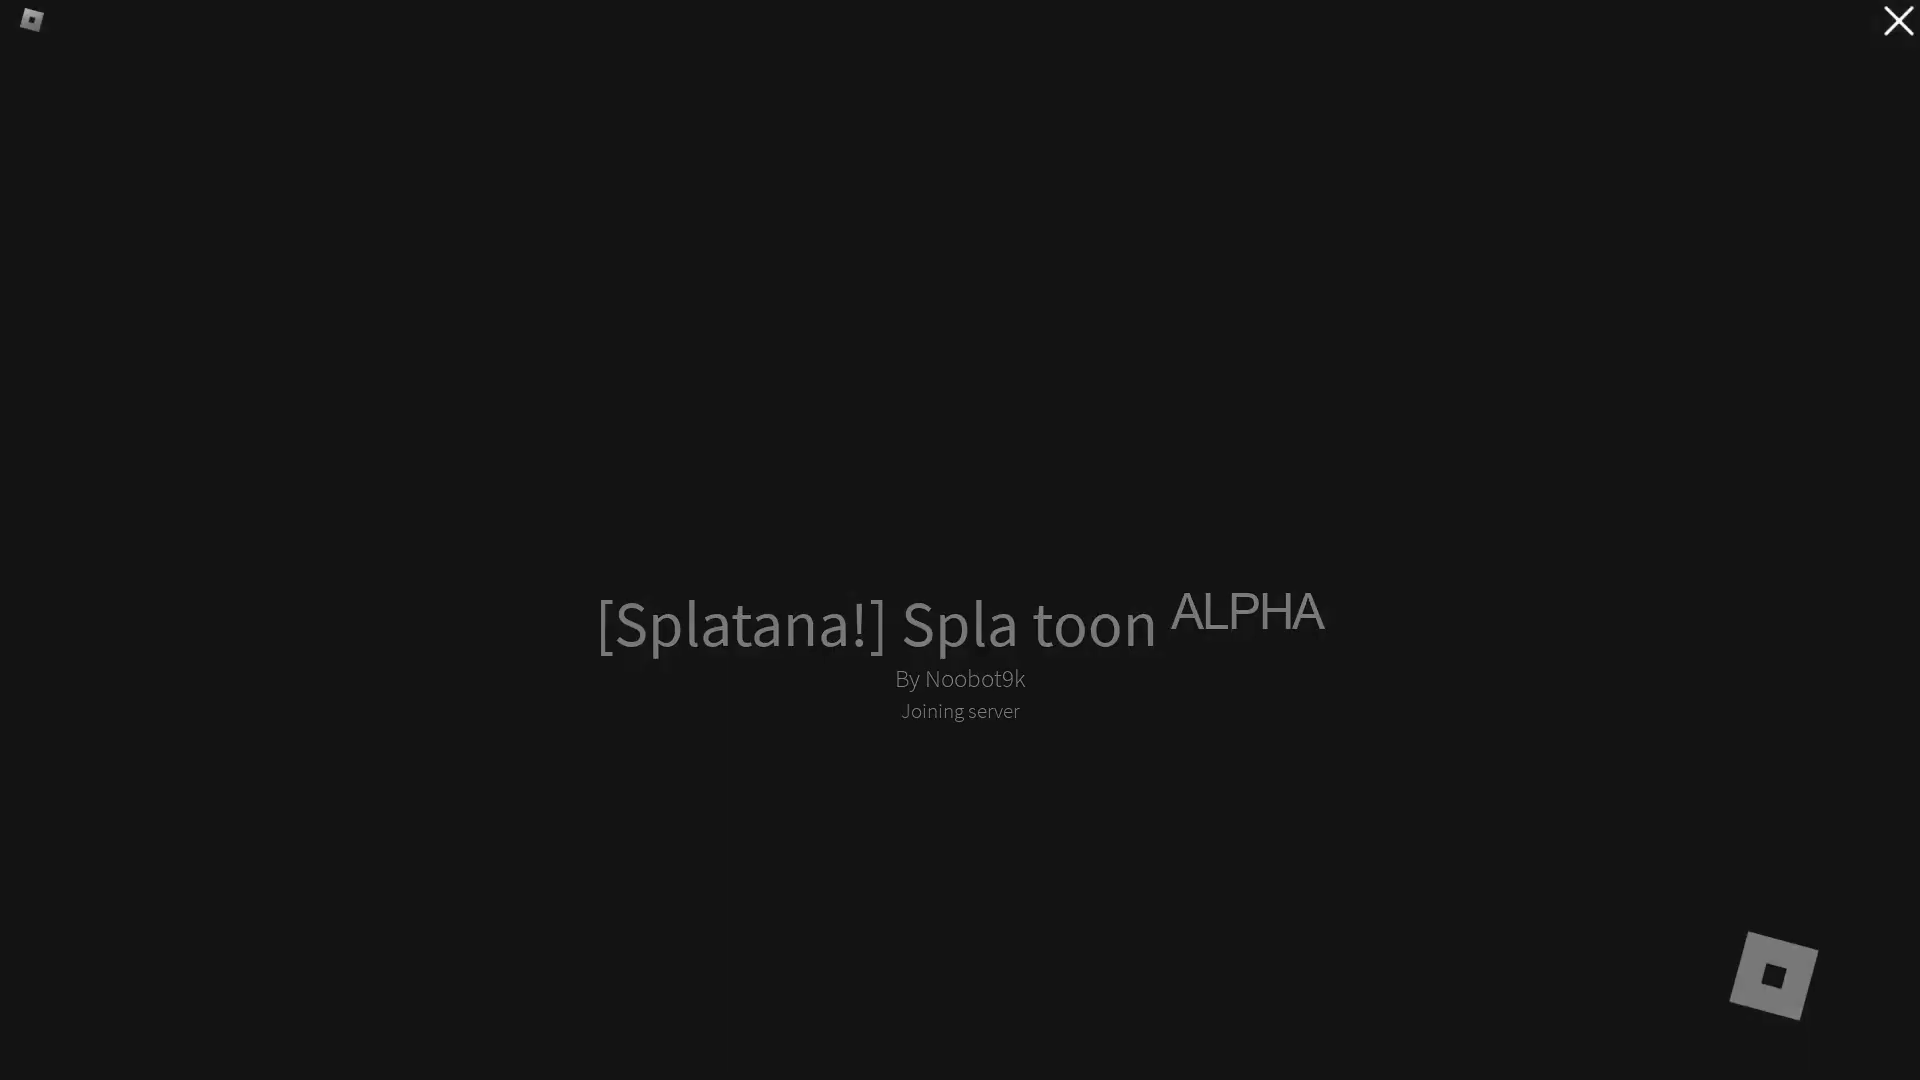 [Splatana!] Spla toon ᴬᴸᴾᴴᴬ
By Noobot9k
Joining server